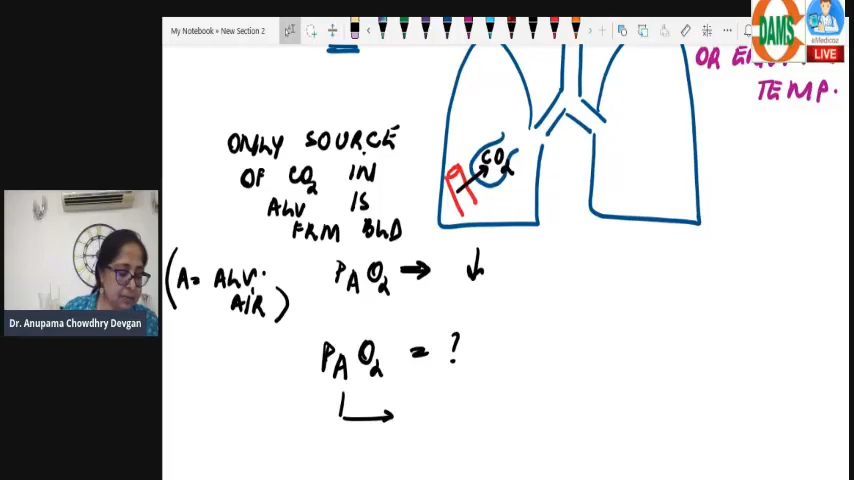 My Notebook » New Section 2
DAMS
eMedicoz
LIVE
OR
TEMP.
ONLY SOURCE
OF CO2 IN
ALV IS
FRM BLD
CO2
(A = ALV.
AIR)
PAO2 → ↓
PAO2 = ?
Dr. Anupama Chowdhry Devgan